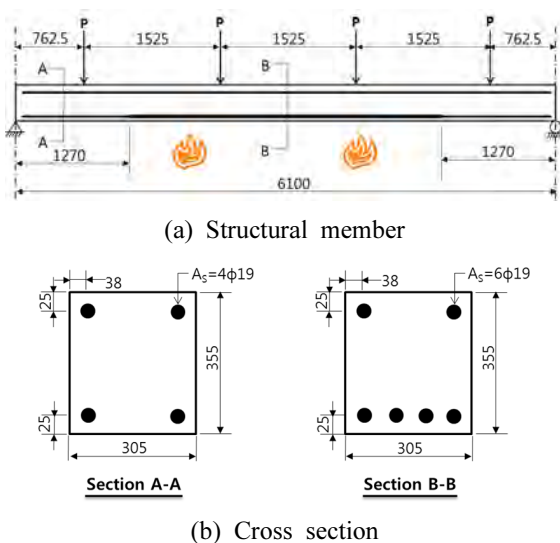 P P P P
762.5 1525 1525 1525 762.5
A B
A B
1270 1270
6100
(a) Structural member
38 As=4ϕ19 38 As=6ϕ19
25 25
355 355
25 25
305 305
Section A-A Section B-B
(b) Cross section